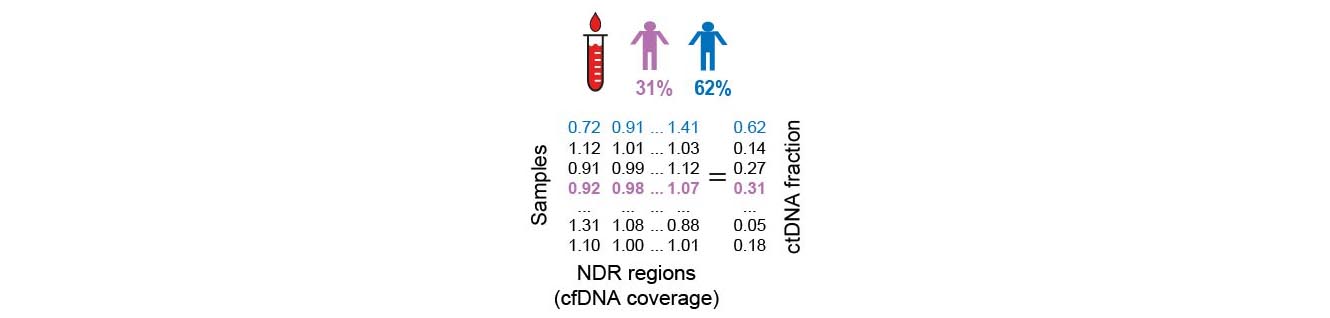 31% 62%
0.72 0.91 ... 1.41 0.62
1.12 1.01 ... 1.03 0.14
0.91 0.99 ... 1.12 = 0.27
0.92 0.98 ... 1.07 0.31
... ... ... ... ...
1.31 1.08 ... 0.88 0.05
1.10 1.00 ... 1.01 0.18
Samples
ctDNA fraction
NDR regions
(cfDNA coverage)